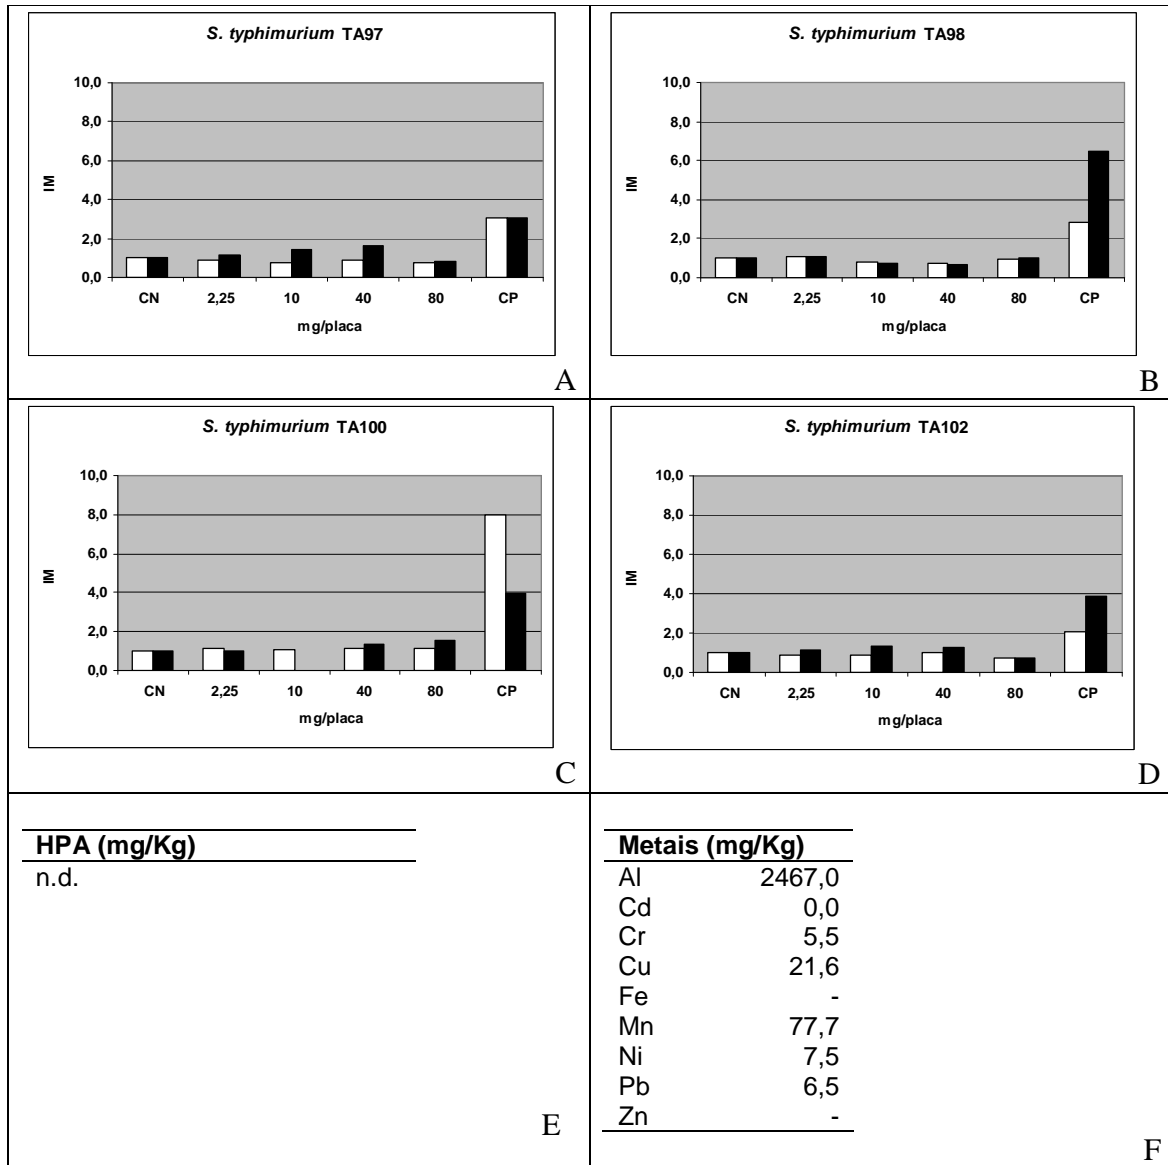 S. typhimurium TA97
10,0
8,0
6,0
4,0
2,0
0,0
IM
CN 2,25 10 40 80 CP
mg/placa
A
S. typhimurium TA98
10,0
8,0
6,0
4,0
2,0
0,0
IM
CN 2,25 10 40 80 CP
mg/placa
B
S. typhimurium TA100
10,0
8,0
6,0
4,0
2,0
0,0
IM
CN 2,25 10 40 80 CP
mg/placa
C
S. typhimurium TA102
10,0
8,0
6,0
4,0
2,0
0,0
IM
CN 2,25 10 40 80 CP
mg/placa
D
HPA (mg/Kg)
n.d.
E
Metais (mg/Kg)
Al 2467,0
Cd 0,0
Cr 5,5
Cu 21,6
Fe -
Mn 77,7
Ni 7,5
Pb 6,5
Zn -
F